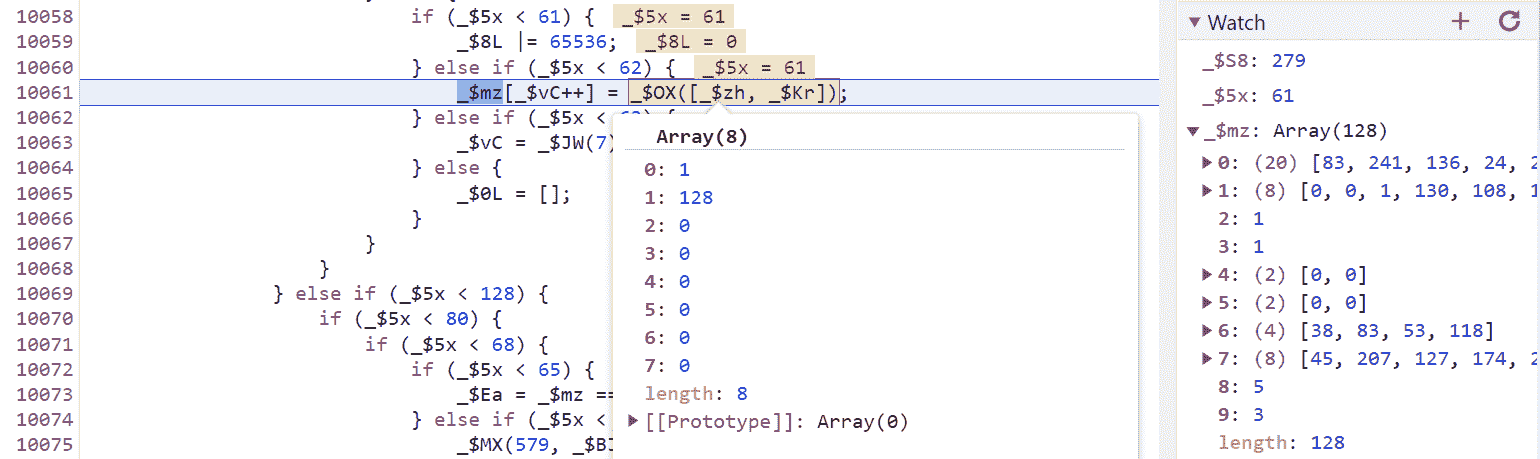 10058 if (_$5x < 61) { _$5x = 61
10059 _$8L |= 65536; _$8L = 0
10060 } else if (_$5x < 62) { _$5x = 61
10061 _$mz[_$vC++] = _$OX([_$zh, _$Kr]);
10062 } else if (_$5x
10063 _$vC = _$JW(7)
10064 } else {
10065 _$0L = [];
10066 }
10067 }
10068 }
10069 } else if (_$5x < 128) {
10070 if (_$5x < 80) {
10071 if (_$5x < 68) {
10072 if (_$5x < 65) {
10073 _$Ea = _$mz ==
10074 } else if (_$5x <
10075 _$MX(579, _$BJ
Array(8)
0: 1
1: 128
2: 0
3: 0
4: 0
5: 0
6: 0
7: 0
length: 8
[[Prototype]]: Array(0)
Watch
_$S8: 279
_$5x: 61
_$mz: Array(128)
0: (20) [83, 241, 136, 24, 2
1: (8) [0, 0, 1, 130, 108, 1
2: 1
3: 1
4: (2) [0, 0]
5: (2) [0, 0]
6: (4) [38, 83, 53, 118]
7: (8) [45, 207, 127, 174, 2
8: 5
9: 3
length: 128